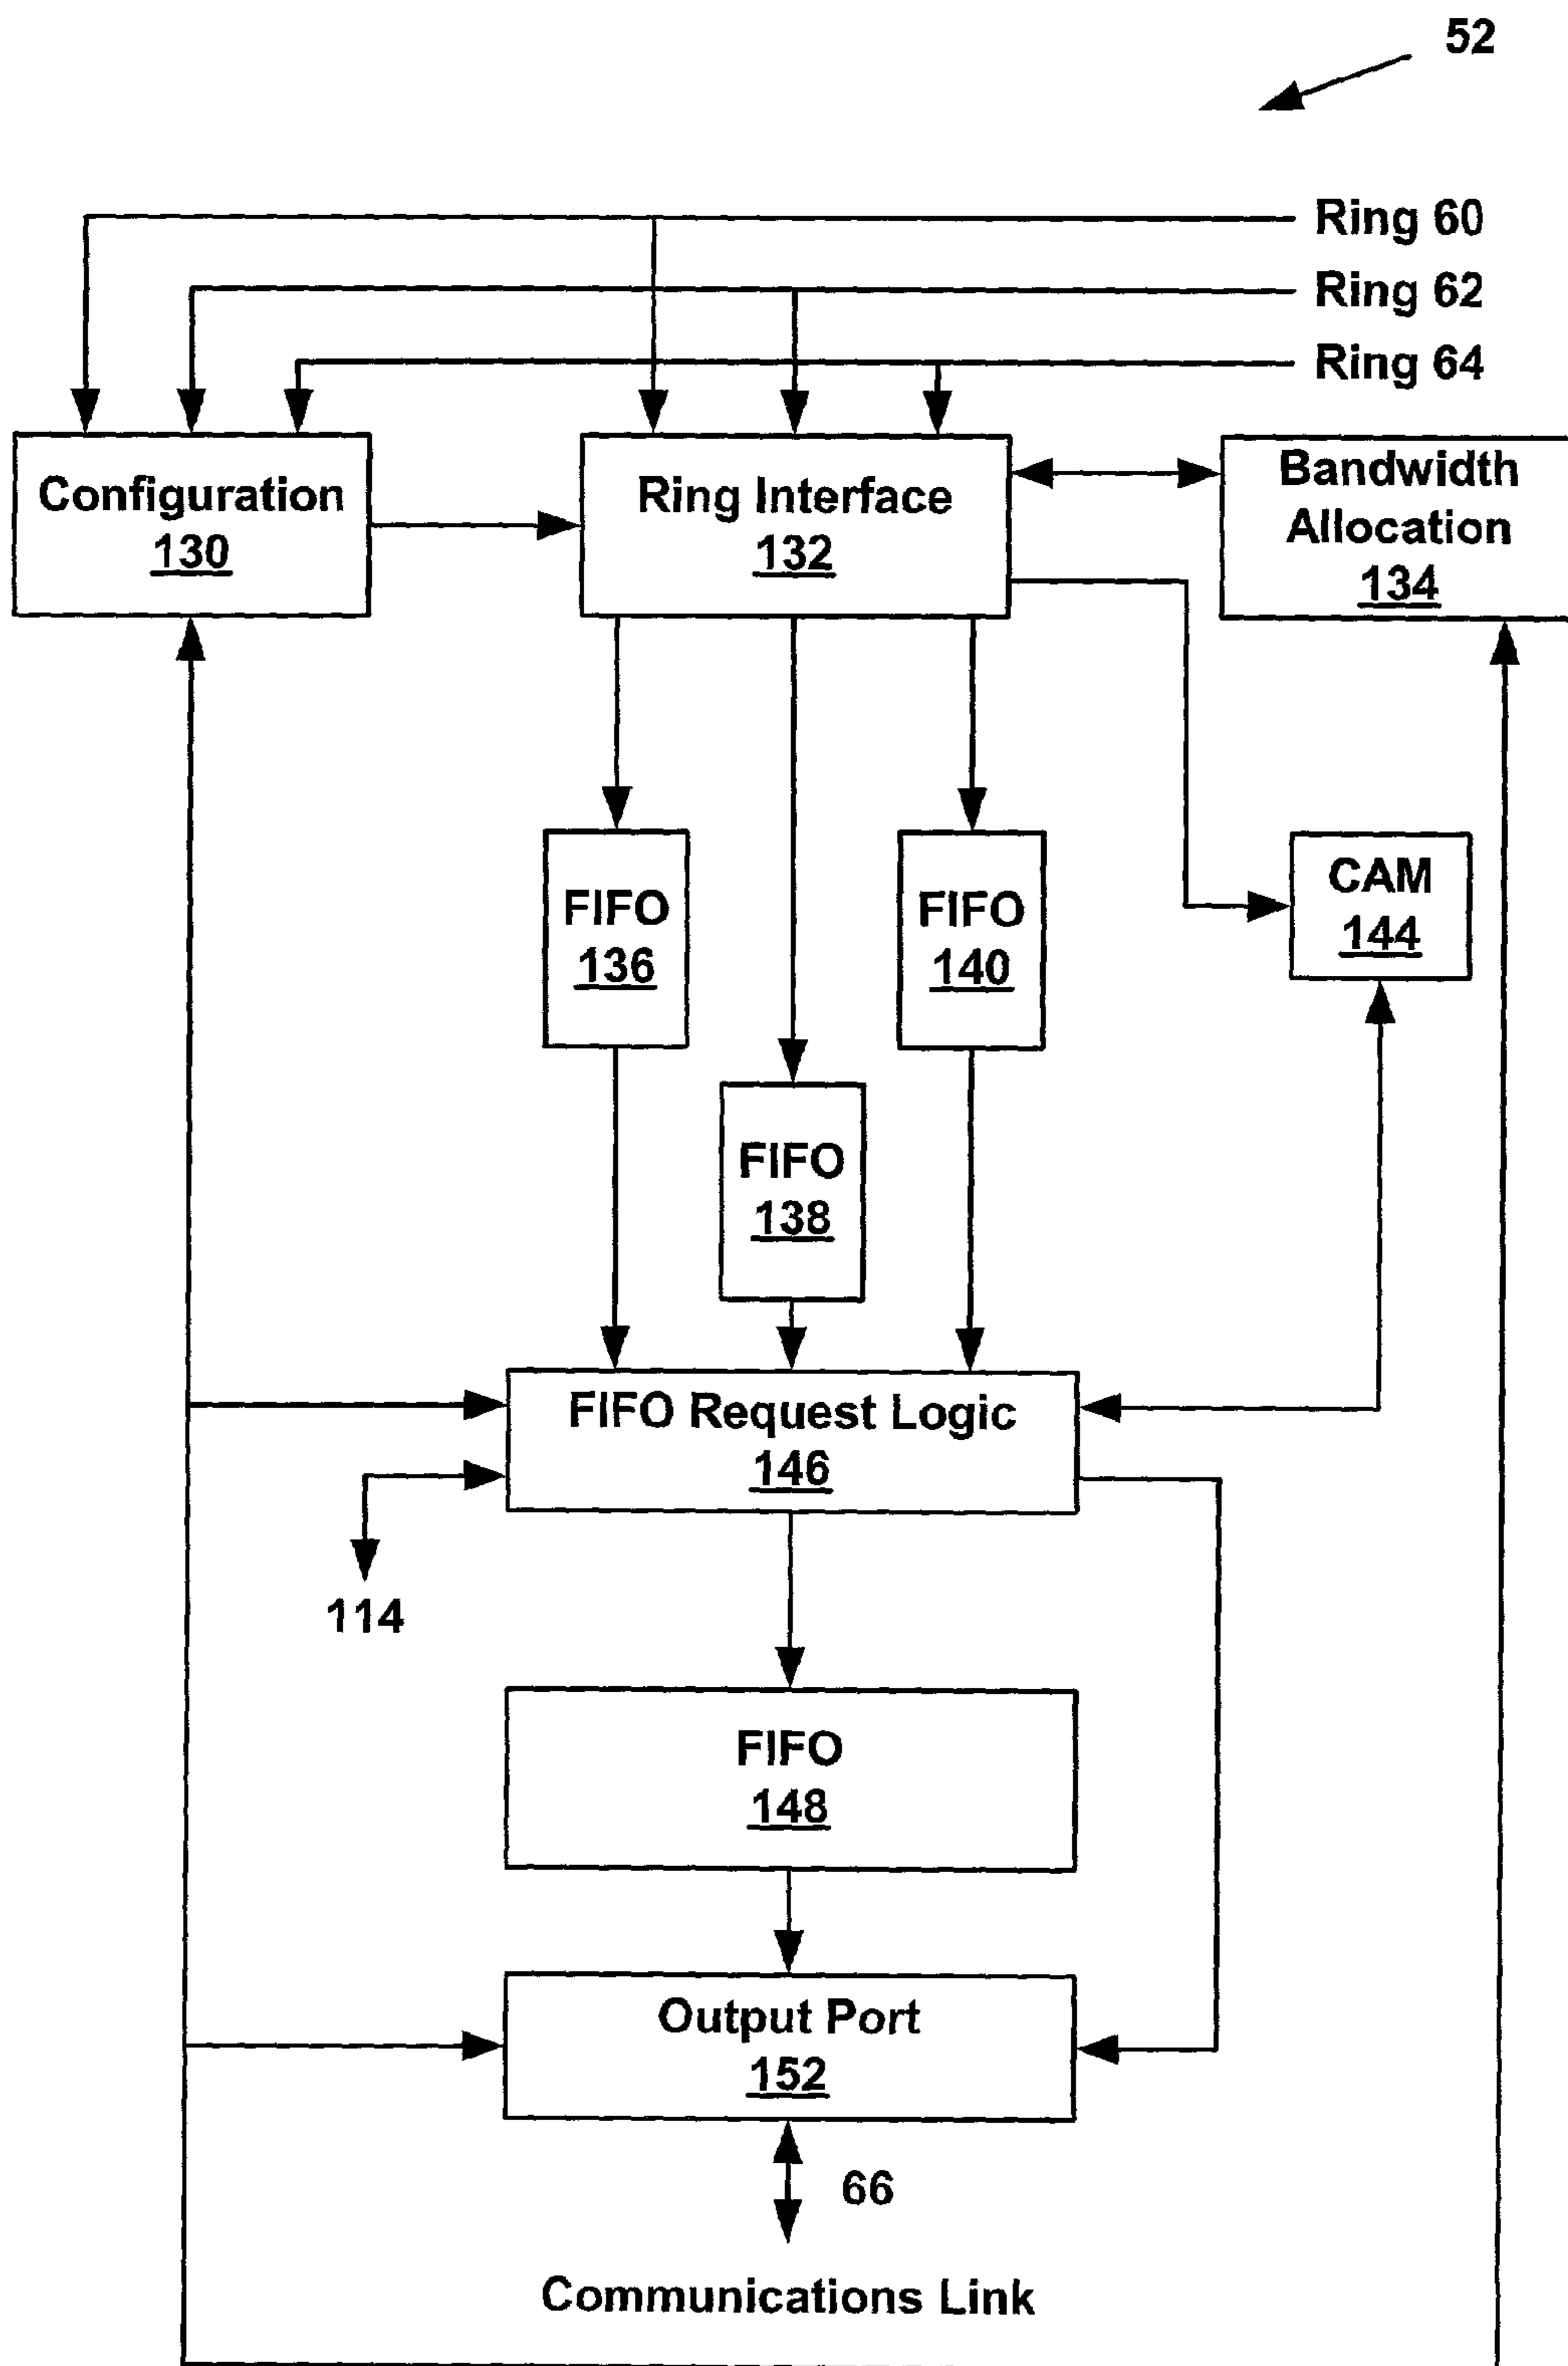 52
Ring 60
Ring 62
Ring 64
Configuration
130
Ring Interface
132
Bandwidth
Allocation
134
FIFO
136
FIFO
140
CAM
144
FIFO
138
FIFO Request Logic
146
114
FIFO
148
Output Port
152
66
Communications Link